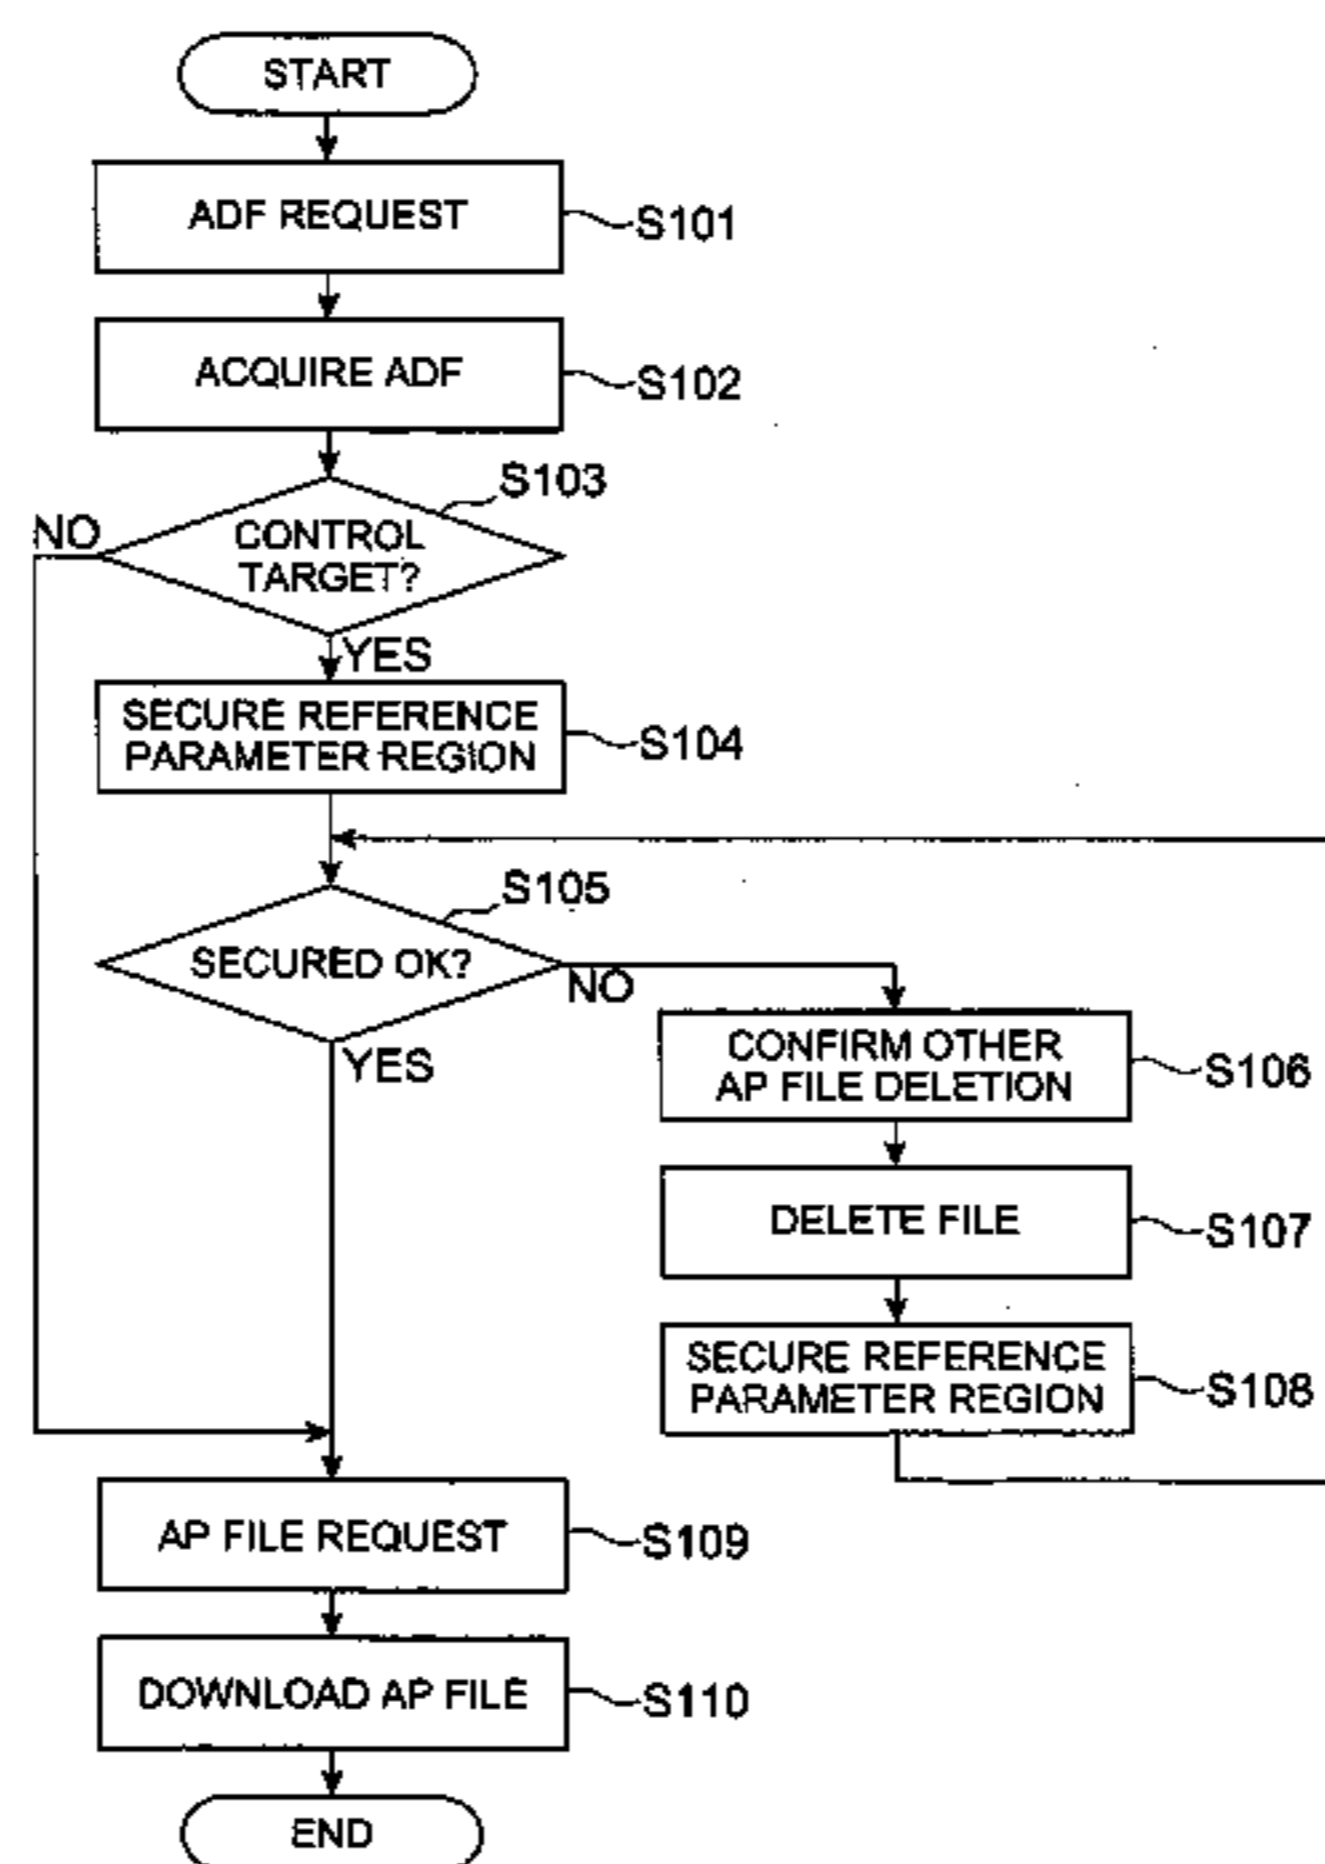 START
ADF REQUEST
S101
ACQUIRE ADF
S102
S103
NO
CONTROL
TARGET?
YES
SECURE REFERENCE
PARAMETER REGION
S104
S105
SECURED OK?
NO
YES
CONFIRM OTHER
AP FILE DELETION
S106
DELETE FILE
S107
SECURE REFERENCE
PARAMETER REGION
S108
AP FILE REQUEST
S109
DOWNLOAD AP FILE
S110
END